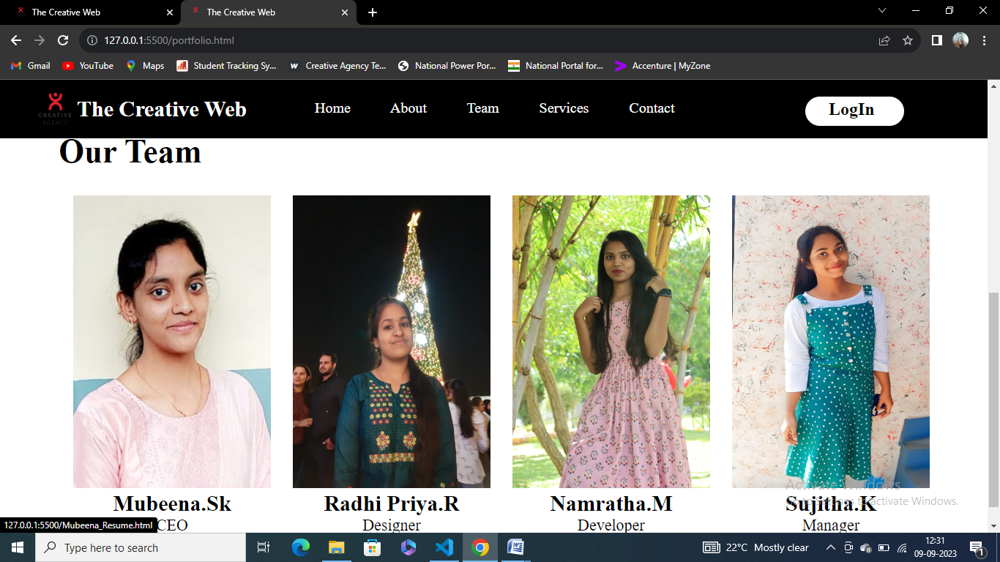 The Creative Web
The Creative Web
127.0.0.1:5500/portfolio.html
Gmail
YouTube
Maps
Student Tracking Sy...
Creative Agency Te...
National Power Por...
National Portal for...
Accenture | MyZone
CREATIVE
AGENCY
The Creative Web
Home
About
Team
Services
Contact
LogIn
Our Team
Mubeena.Sk
Radhi Priya.R
Namratha.M
Sujitha.K
Activate Windows
Go to Settings to activate Windows.
CEO
Designer
Developer
Manager
127.0.0.1:5500/Mubeena_Resume.html
Type here to search
22°C Mostly clear
12:31
09-09-2023
1